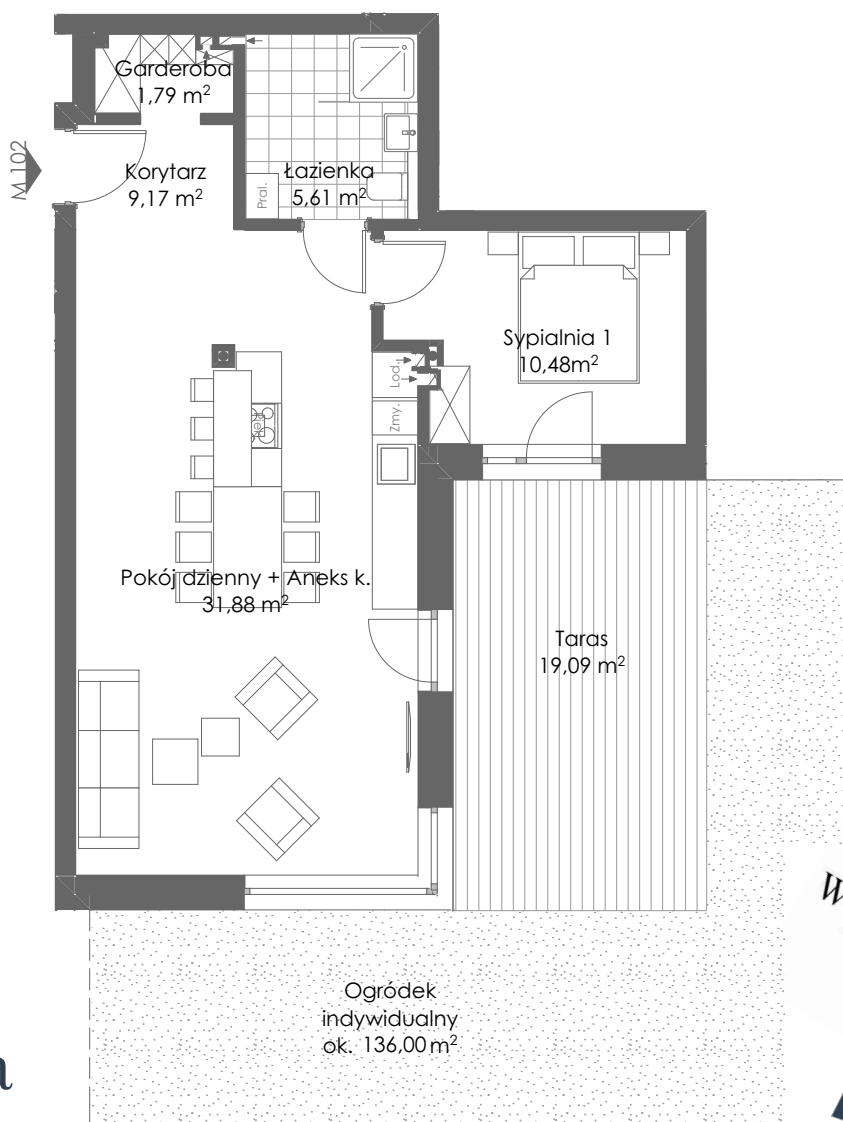 Garderoba
1,79 m²
M 102
Korytarz
9,17 m²
Łazienka
5,61 m²
Pral.
Sypialnia 1
10,48m²
Lod.
Zmy.
Piek.
Pokój dzienny + Aneks k.
31,88 m²
Taras
19,09 m²
Ogródek
indywidualny
ok. 136,00 m²